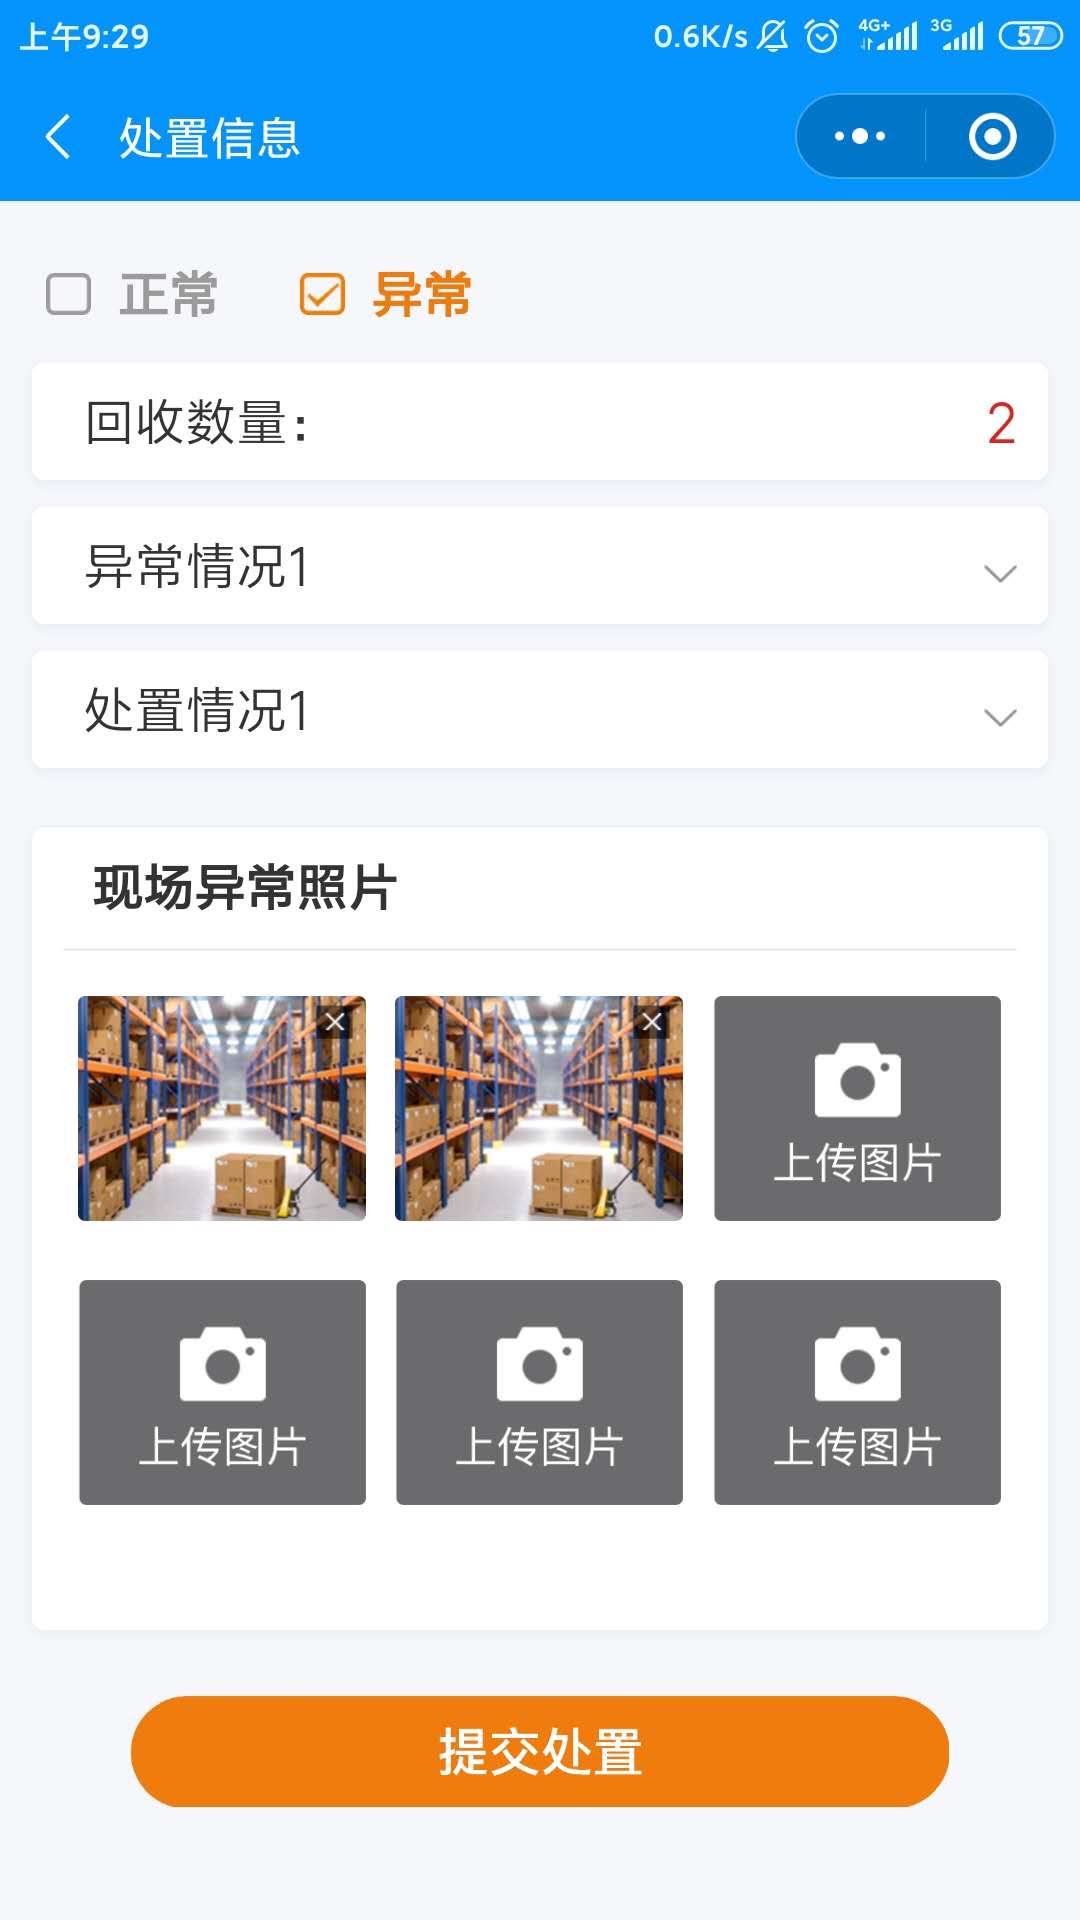 上午9:29 0.6K/s 4G+ 3G 57
处置信息
正常 异常
回收数量: 2
异常情况1
处置情况1
现场异常照片
上传图片
上传图片 上传图片 上传图片
提交处置